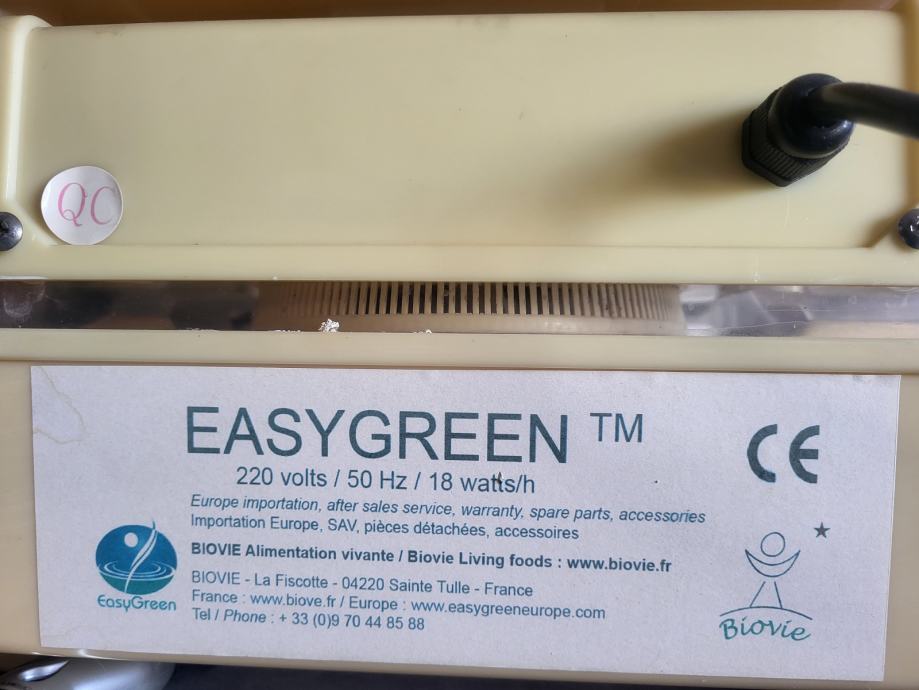 QC
EASYGREEN ™
220 volts / 50 Hz / 18 watts/h
Europe importation, after sales service, warranty, spare parts, accessories
Importation Europe, SAV, pièces détachées, accessoires
BIOVIE Alimentation vivante / Biovie Living foods : www.biovie.fr
BIOVIE - La Fiscotte - 04220 Sainte Tulle - France
France : www.biove.fr / Europe : www.easygreeneurope.com
Tel / Phone : + 33 (0)9 70 44 85 88
CE
EasyGreen
Biovie